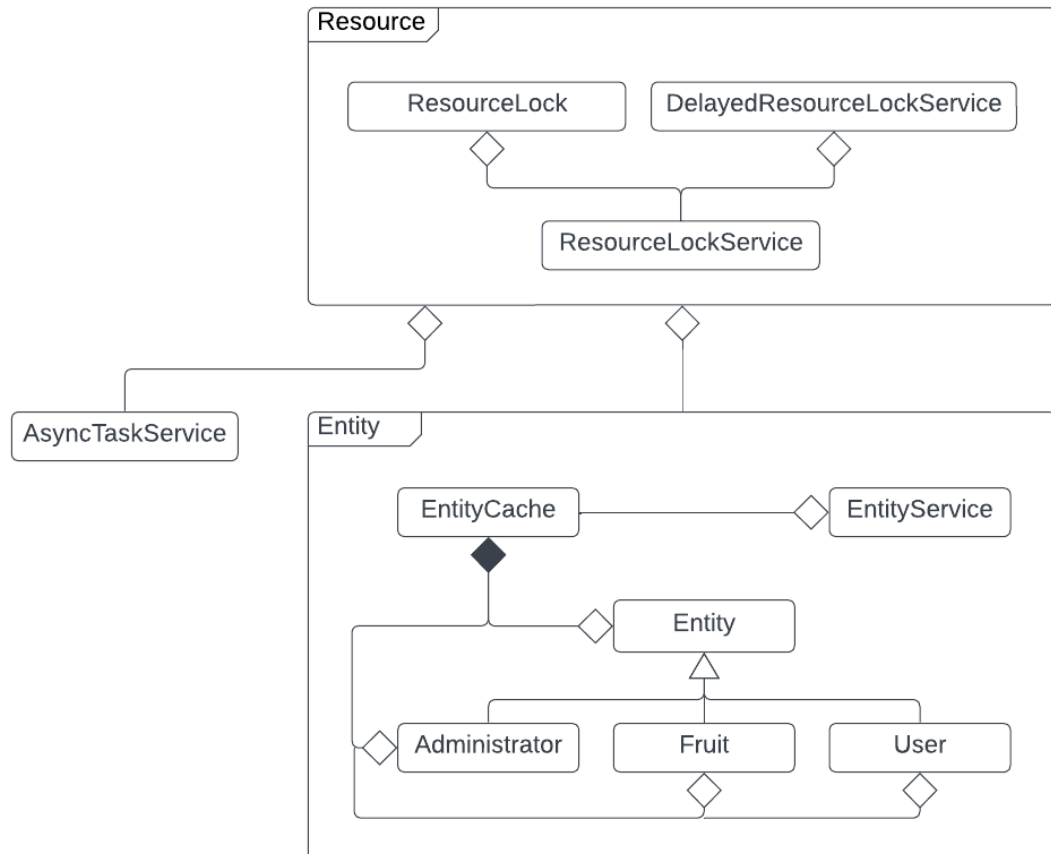 Resource
ResourceLock
DelayedResourceLockService
ResourceLockService
AsyncTaskService
Entity
EntityCache
EntityService
Entity
Administrator
Fruit
User